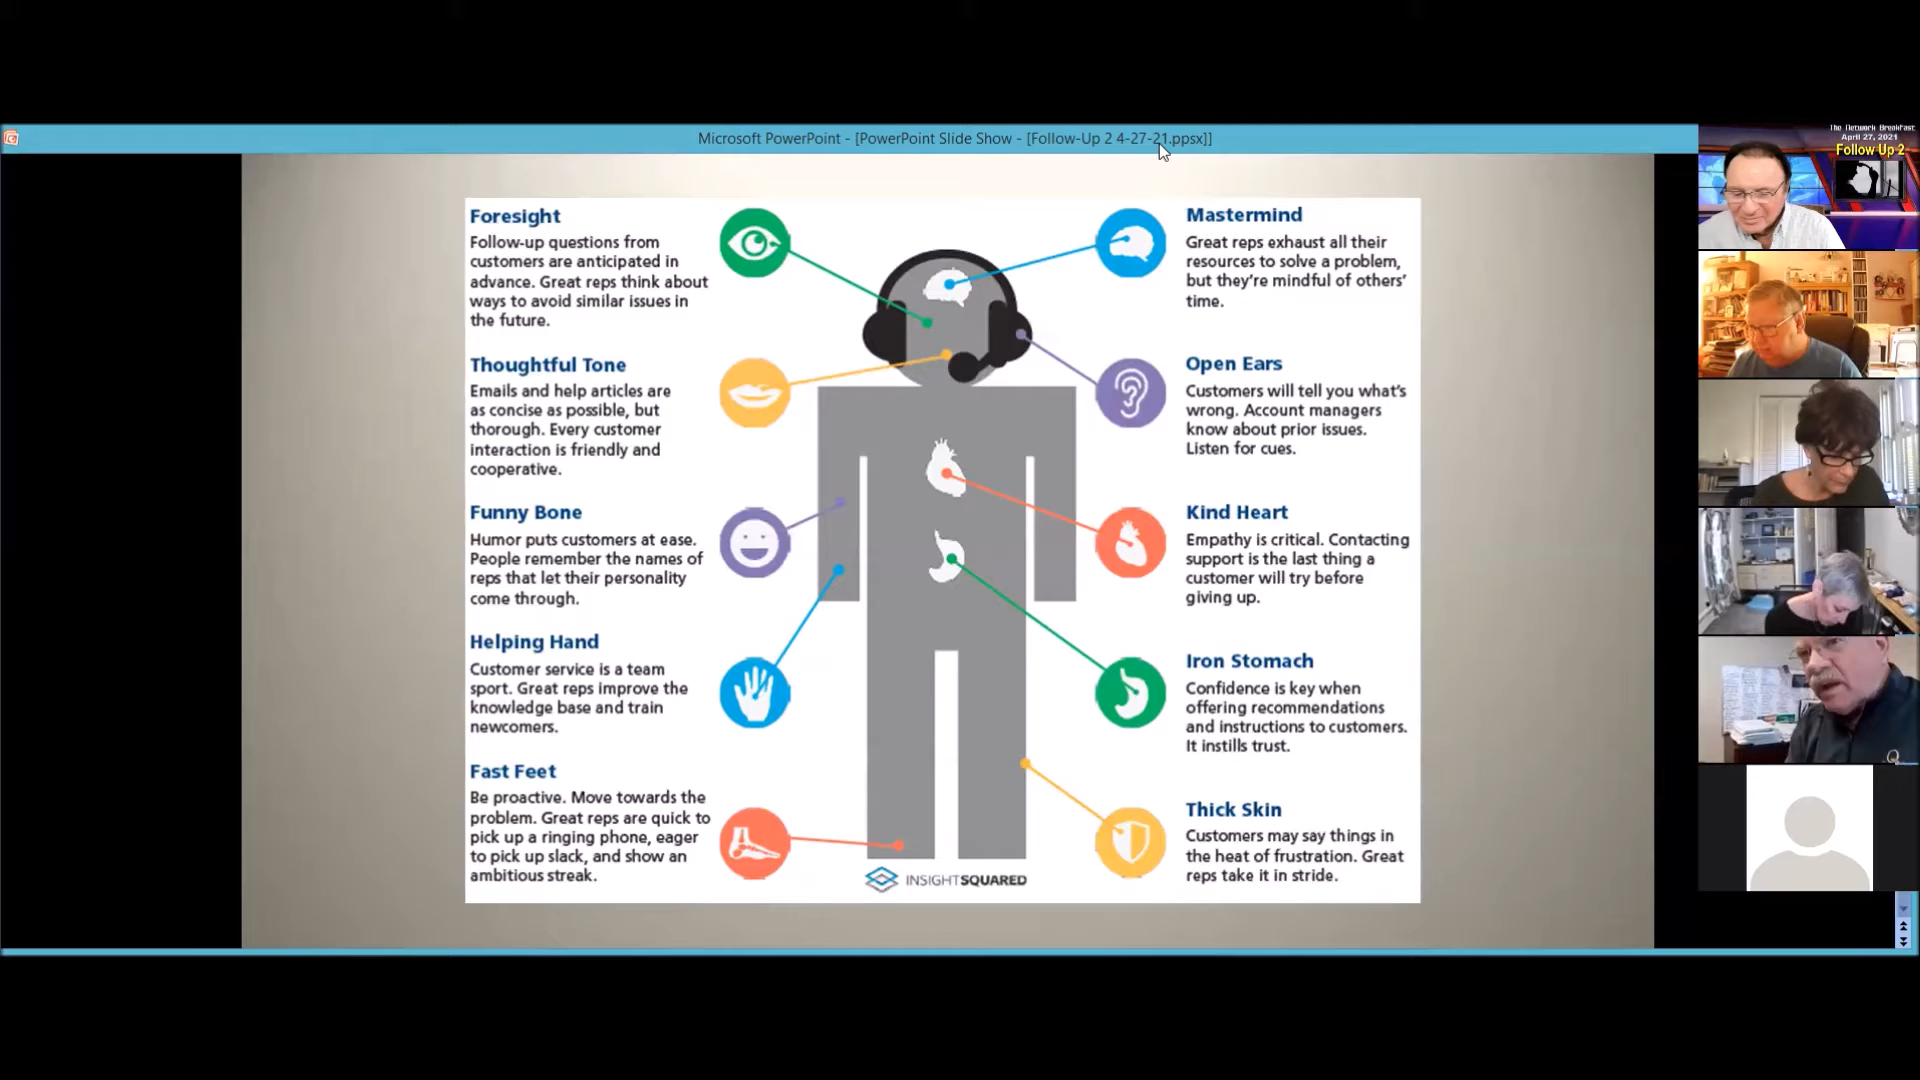 Microsoft PowerPoint - [PowerPoint Slide Show - [Follow-Up 2 4-27-21.ppsx]]
The Network Breakfast
April 27, 2021
Follow Up 2
Foresight
Follow-up questions from
customers are anticipated in
advance. Great reps think about
ways to avoid similar issues in
the future.
Thoughtful Tone
Emails and help articles are
as concise as possible, but
thorough. Every customer
interaction is friendly and
cooperative.
Funny Bone
Humor puts customers at ease.
People remember the names of
reps that let their personality
come through.
Helping Hand
Customer service is a team
sport. Great reps improve the
knowledge base and train
newcomers.
Fast Feet
Be proactive. Move towards the
problem. Great reps are quick to
pick up a ringing phone, eager
to pick up slack, and show an
ambitious streak.
Mastermind
Great reps exhaust all their
resources to solve a problem,
but they're mindful of others'
time.
Open Ears
Customers will tell you what's
wrong. Account managers
know about prior issues.
Listen for cues.
Kind Heart
Empathy is critical. Contacting
support is the last thing a
customer will try before
giving up.
Iron Stomach
Confidence is key when
offering recommendations
and instructions to customers.
It instills trust.
Thick Skin
Customers may say things in
the heat of frustration. Great
reps take it in stride.
INSIGHTSQUARED